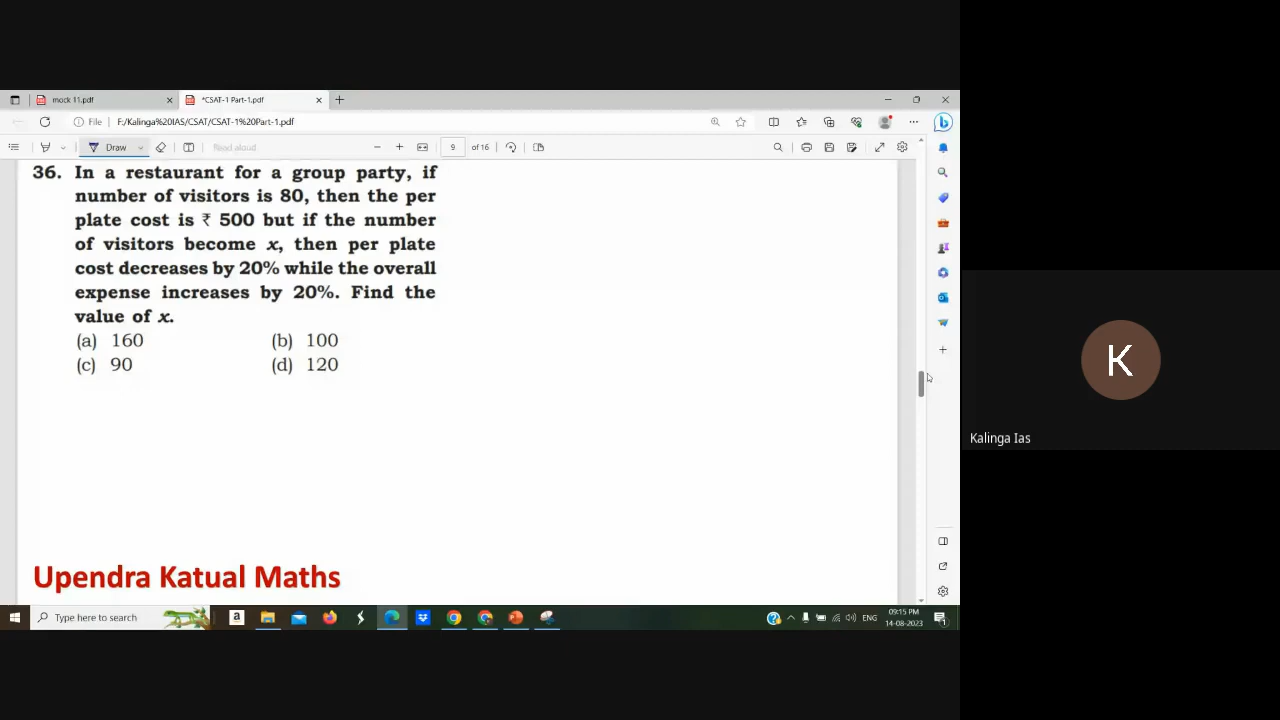 mock 11.pdf
*CSAT-1 Part-1.pdf
File
F:/Kalinga%20IAS/CSAT/CSAT-1%20Part-1.pdf
Draw
Read aloud
9 of 16
36. In a restaurant for a group party, if
number of visitors is 80, then the per
plate cost is ₹ 500 but if the number
of visitors become x, then per plate
cost decreases by 20% while the overall
expense increases by 20%. Find the
value of x.
(a) 160 (b) 100
(c) 90 (d) 120
K
Kalinga Ias
Upendra Katual Maths
Type here to search
ENG
09:15 PM
14-08-2023